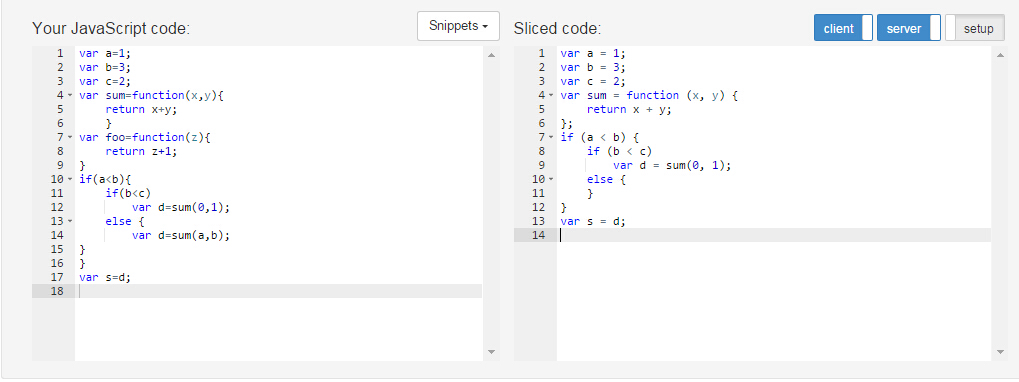 Your JavaScript code:
Snippets
1 var a=1;
2 var b=3;
3 var c=2;
4 var sum=function(x,y){
5 return x+y;
6 }
7 var foo=function(z){
8 return z+1;
9 }
10 if(a<b){
11 if(b<c)
12 var d=sum(0,1);
13 else {
14 var d=sum(a,b);
15 }
16 }
17 var s=d;
18
Sliced code:
client server setup
1 var a = 1;
2 var b = 3;
3 var c = 2;
4 var sum = function (x, y) {
5 return x + y;
6 };
7 if (a < b) {
8 if (b < c)
9 var d = sum(0, 1);
10 else {
11 }
12 }
13 var s = d;
14